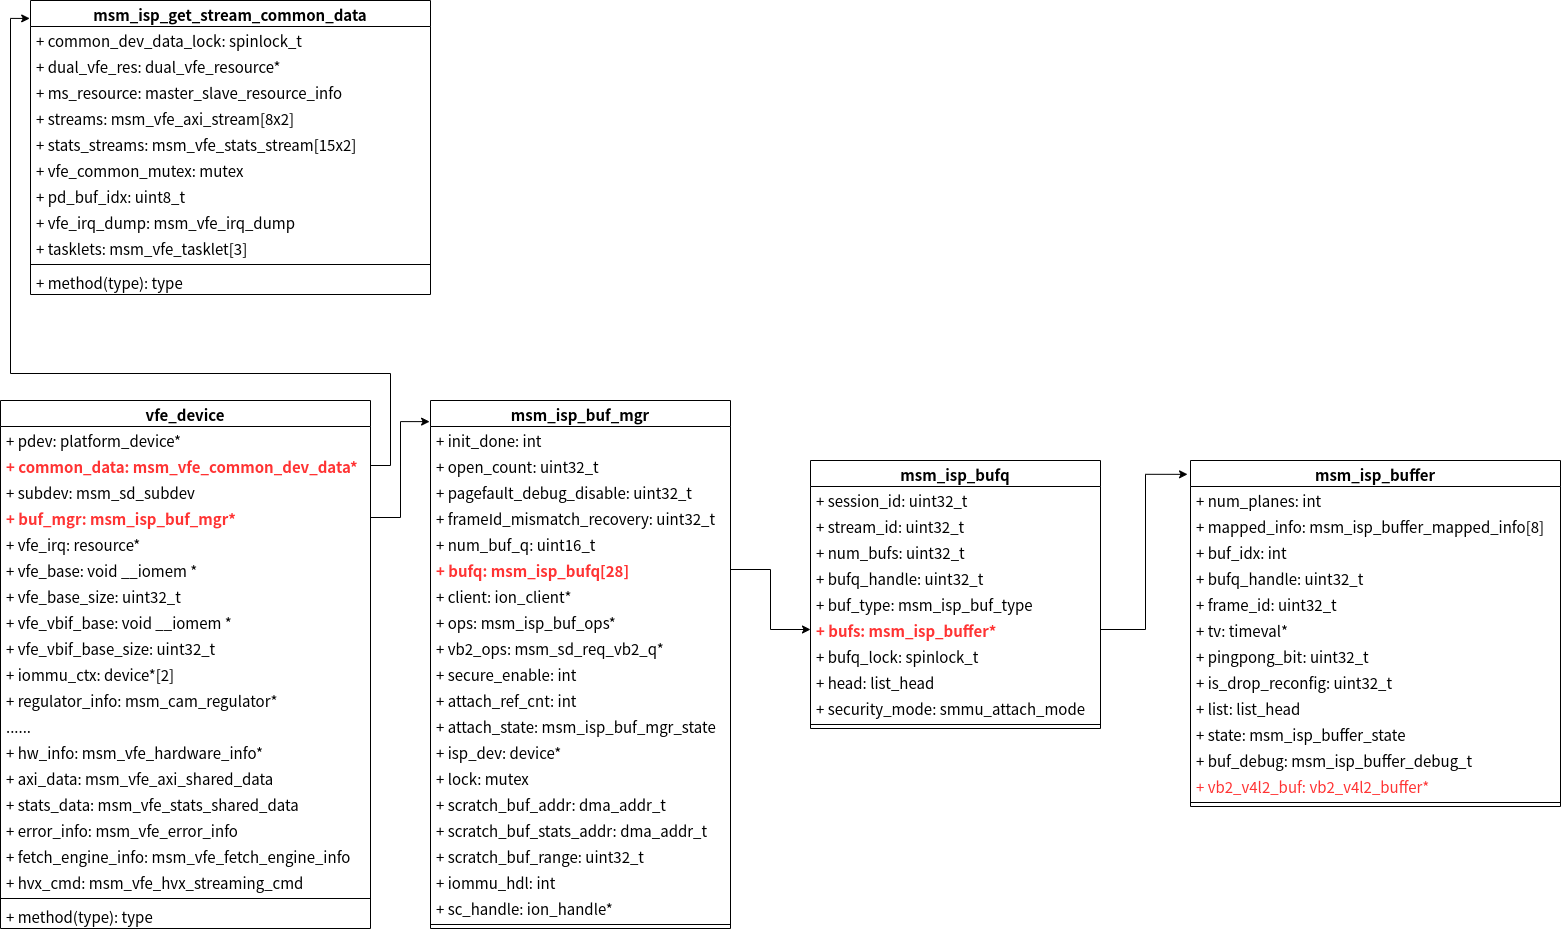 msm_isp_get_stream_common_data
+ common_dev_data_lock: spinlock_t
+ dual_vfe_res: dual_vfe_resource*
+ ms_resource: master_slave_resource_info
+ streams: msm_vfe_axi_stream[8x2]
+ stats_streams: msm_vfe_stats_stream[15x2]
+ vfe_common_mutex: mutex
+ pd_buf_idx: uint8_t
+ vfe_irq_dump: msm_vfe_irq_dump
+ tasklets: msm_vfe_tasklet[3]
+ method(type): type
vfe_device
+ pdev: platform_device*
+ common_data: msm_vfe_common_dev_data*
+ subdev: msm_sd_subdev
+ buf_mgr: msm_isp_buf_mgr*
+ vfe_irq: resource*
+ vfe_base: void __iomem *
+ vfe_base_size: uint32_t
+ vfe_vbif_base: void __iomem *
+ vfe_vbif_base_size: uint32_t
+ iommu_ctx: device*[2]
+ regulator_info: msm_cam_regulator*
......
+ hw_info: msm_vfe_hardware_info*
+ axi_data: msm_vfe_axi_shared_data
+ stats_data: msm_vfe_stats_shared_data
+ error_info: msm_vfe_error_info
+ fetch_engine_info: msm_vfe_fetch_engine_info
+ hvx_cmd: msm_vfe_hvx_streaming_cmd
+ method(type): type
msm_isp_buf_mgr
+ init_done: int
+ open_count: uint32_t
+ pagefault_debug_disable: uint32_t
+ frameId_mismatch_recovery: uint32_t
+ num_buf_q: uint16_t
+ bufq: msm_isp_bufq[28]
+ client: ion_client*
+ ops: msm_isp_buf_ops*
+ vb2_ops: msm_sd_req_vb2_q*
+ secure_enable: int
+ attach_ref_cnt: int
+ attach_state: msm_isp_buf_mgr_state
+ isp_dev: device*
+ lock: mutex
+ scratch_buf_addr: dma_addr_t
+ scratch_buf_stats_addr: dma_addr_t
+ scratch_buf_range: uint32_t
+ iommu_hdl: int
+ sc_handle: ion_handle*
msm_isp_bufq
+ session_id: uint32_t
+ stream_id: uint32_t
+ num_bufs: uint32_t
+ bufq_handle: uint32_t
+ buf_type: msm_isp_buf_type
+ bufs: msm_isp_buffer*
+ bufq_lock: spinlock_t
+ head: list_head
+ security_mode: smmu_attach_mode
msm_isp_buffer
+ num_planes: int
+ mapped_info: msm_isp_buffer_mapped_info[8]
+ buf_idx: int
+ bufq_handle: uint32_t
+ frame_id: uint32_t
+ tv: timeval*
+ pingpong_bit: uint32_t
+ is_drop_reconfig: uint32_t
+ list: list_head
+ state: msm_isp_buffer_state
+ buf_debug: msm_isp_buffer_debug_t
+ vb2_v4l2_buf: vb2_v4l2_buffer*